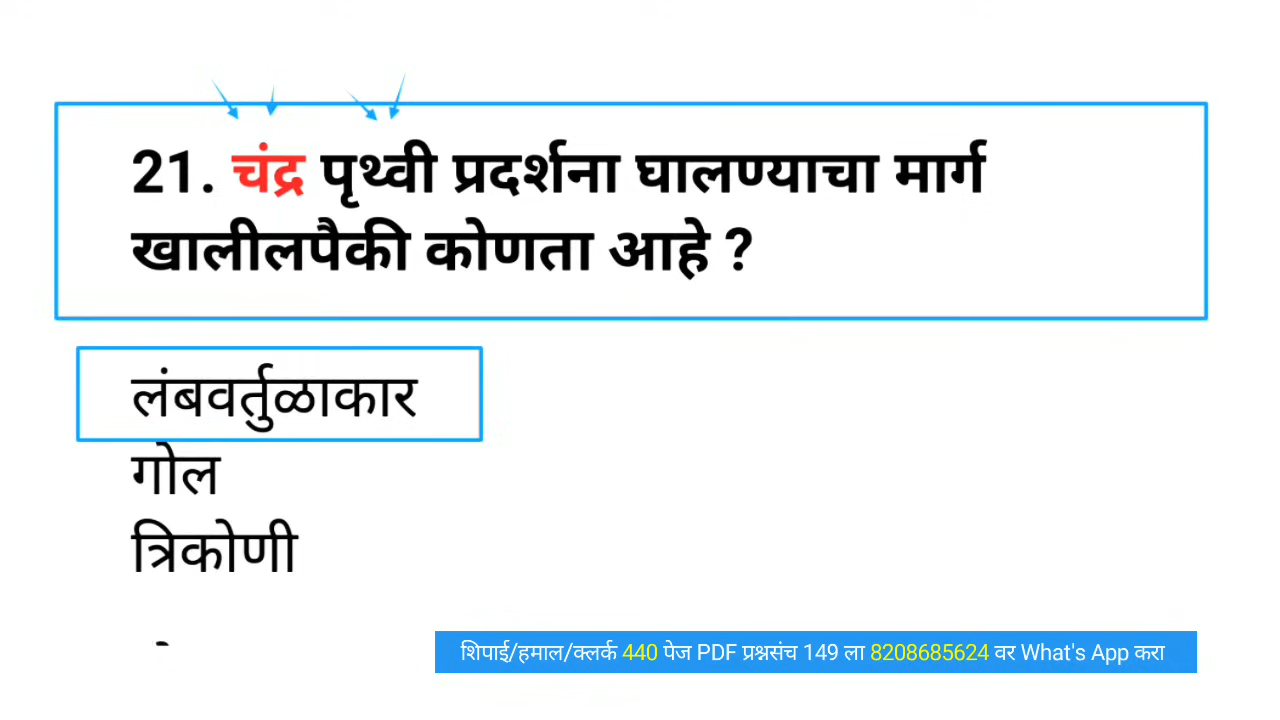 21. चंद्र पृथ्वी प्रदर्शना घालण्याचा मार्ग
खालीलपैकी कोणता आहे ?
लंबवर्तुळाकार
गोल
त्रिकोणी
शिपाई/हमाल/क्लर्क 440 पेज PDF प्रश्नसंच 149 ला 8208685624 वर What's App करा